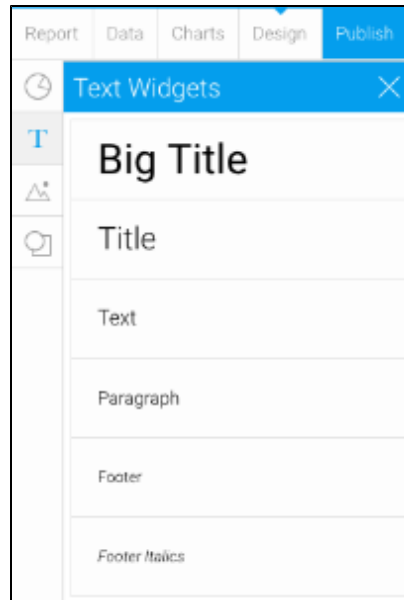 Report Data Charts Design Publish
Text Widgets
T
Big Title
Title
Text
Paragraph
Footer
Footer Italics